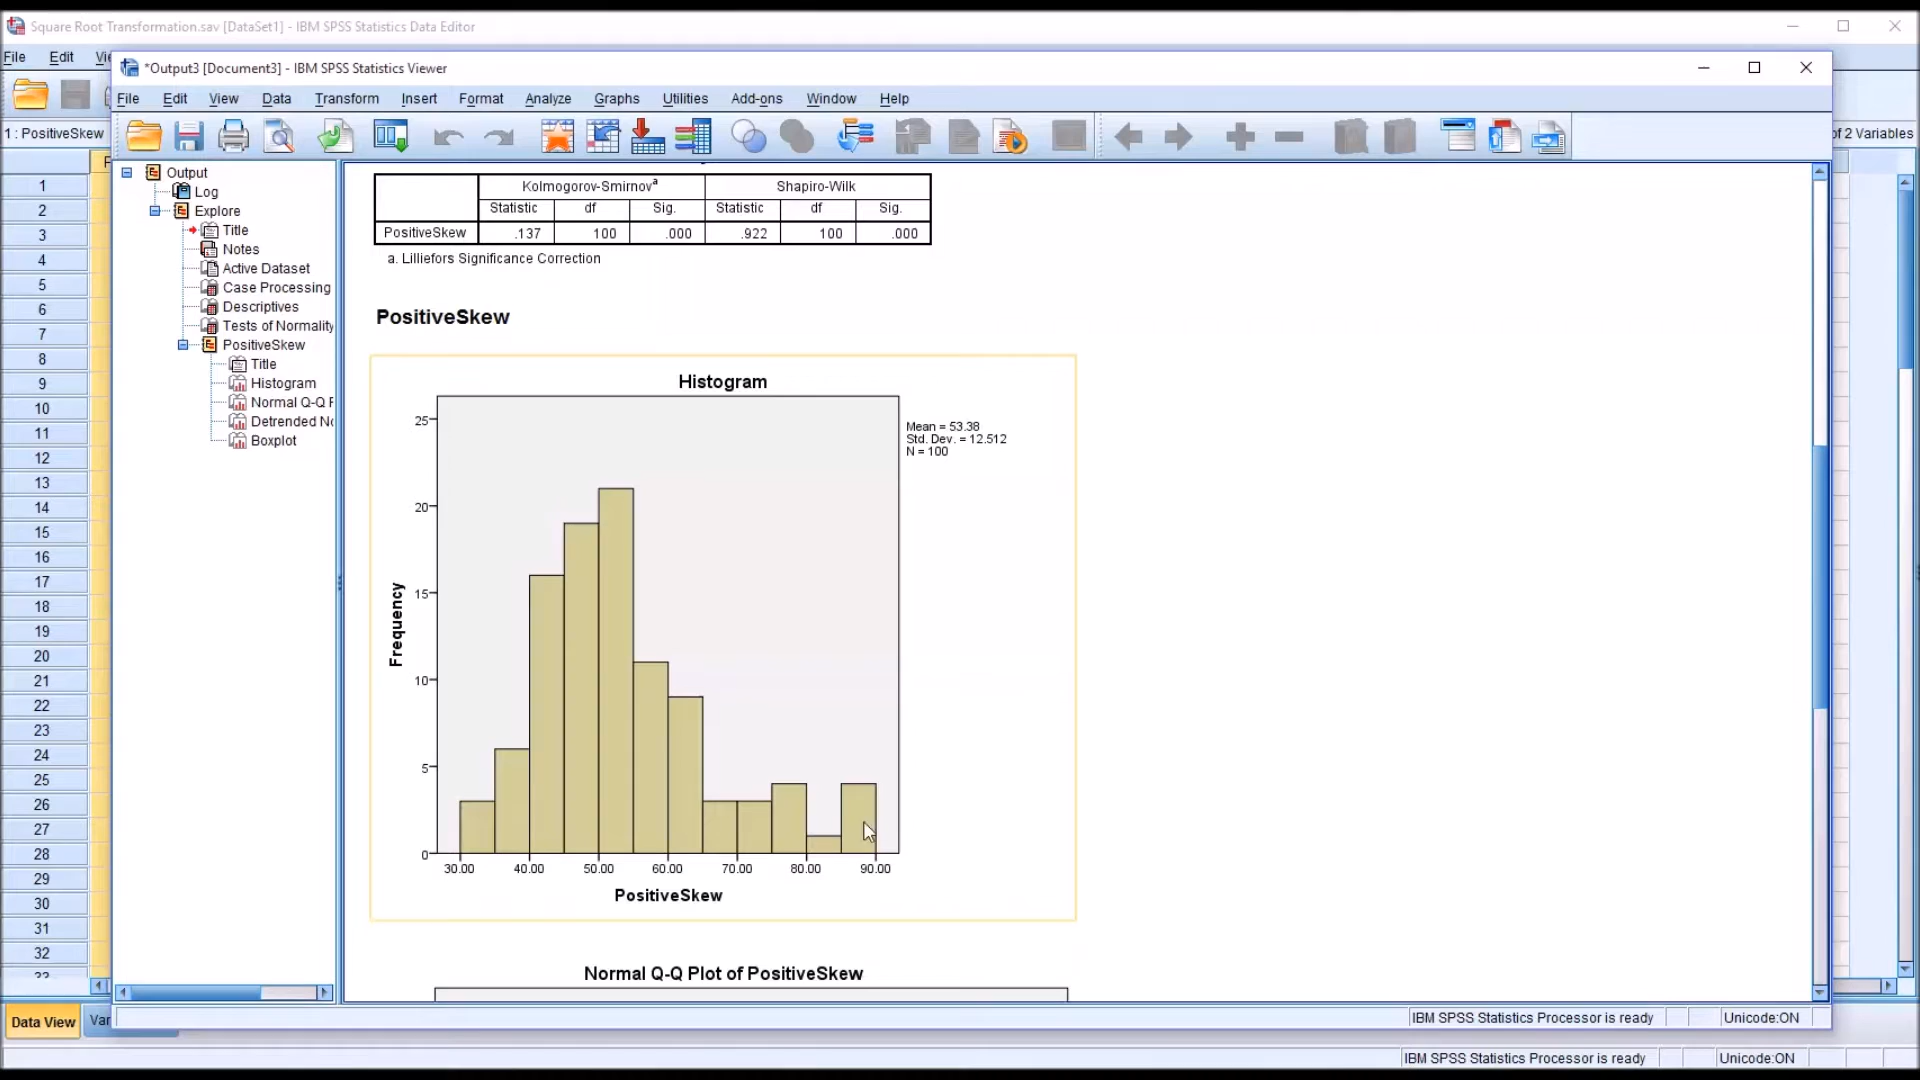 Square Root Transformation.sav [DataSet1] - IBM SPSS Statistics Data Editor
File Edit
*Output3 [Document3] - IBM SPSS Statistics Viewer
File Edit View Data Transform Insert Format Analyze Graphs Utilities Add-ons Window Help
1 : PositiveSkew
of 2 Variables
1
2
3
4
5
6
7
8
9
10
11
12
13
14
15
16
17
18
19
20
21
22
23
24
25
26
27
28
29
30
31
32
Output
Log
Explore
Title
Notes
Active Dataset
Case Processing
Descriptives
Tests of Normality
PositiveSkew
Title
Histogram
Normal Q-Q
Detrended
Boxplot
Kolmogorov-Smirnova Shapiro-Wilk
Statistic df Sig. Statistic df Sig.
PositiveSkew .137 100 .000 .922 100 .000
a. Lilliefors Significance Correction
PositiveSkew
Histogram
Mean = 53.38
Std. Dev. = 12.512
N = 100
Frequency
25
20
15
10
5
0
30.00 40.00 50.00 60.00 70.00 80.00 90.00
PositiveSkew
Normal Q-Q Plot of PositiveSkew
IBM SPSS Statistics Processor is ready Unicode:ON
Data View
IBM SPSS Statistics Processor is ready Unicode:ON